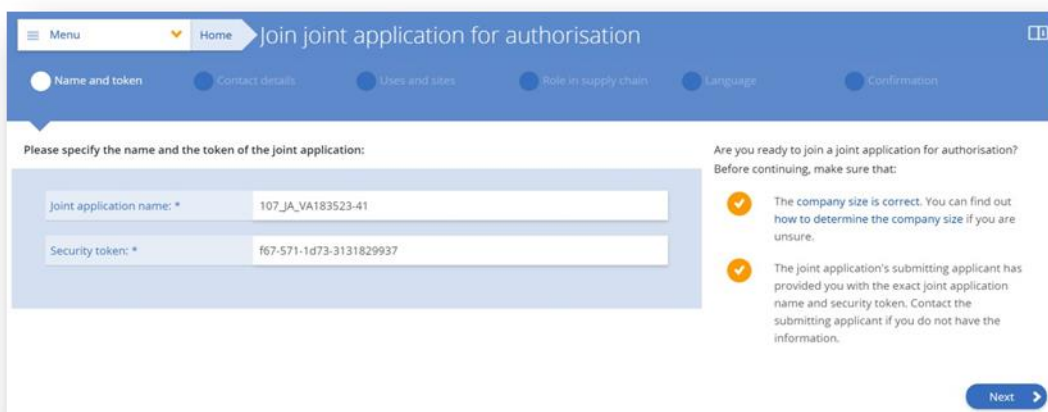 Menu
Home
Join joint application for authorisation
Name and token
Contact details
Uses and sites
Role in supply chain
Language
Confirmation
Please specify the name and the token of the joint application:
Joint application name: *
107_JA_VA183523-41
Security token: *
f67-571-1d73-3131829937
Are you ready to join a joint application for authorisation?
Before continuing, make sure that:
The company size is correct. You can find out
how to determine the company size if you are
unsure.
The joint application's submitting applicant has
provided you with the exact joint application
name and security token. Contact the
submitting applicant if you do not have the
information.
Next